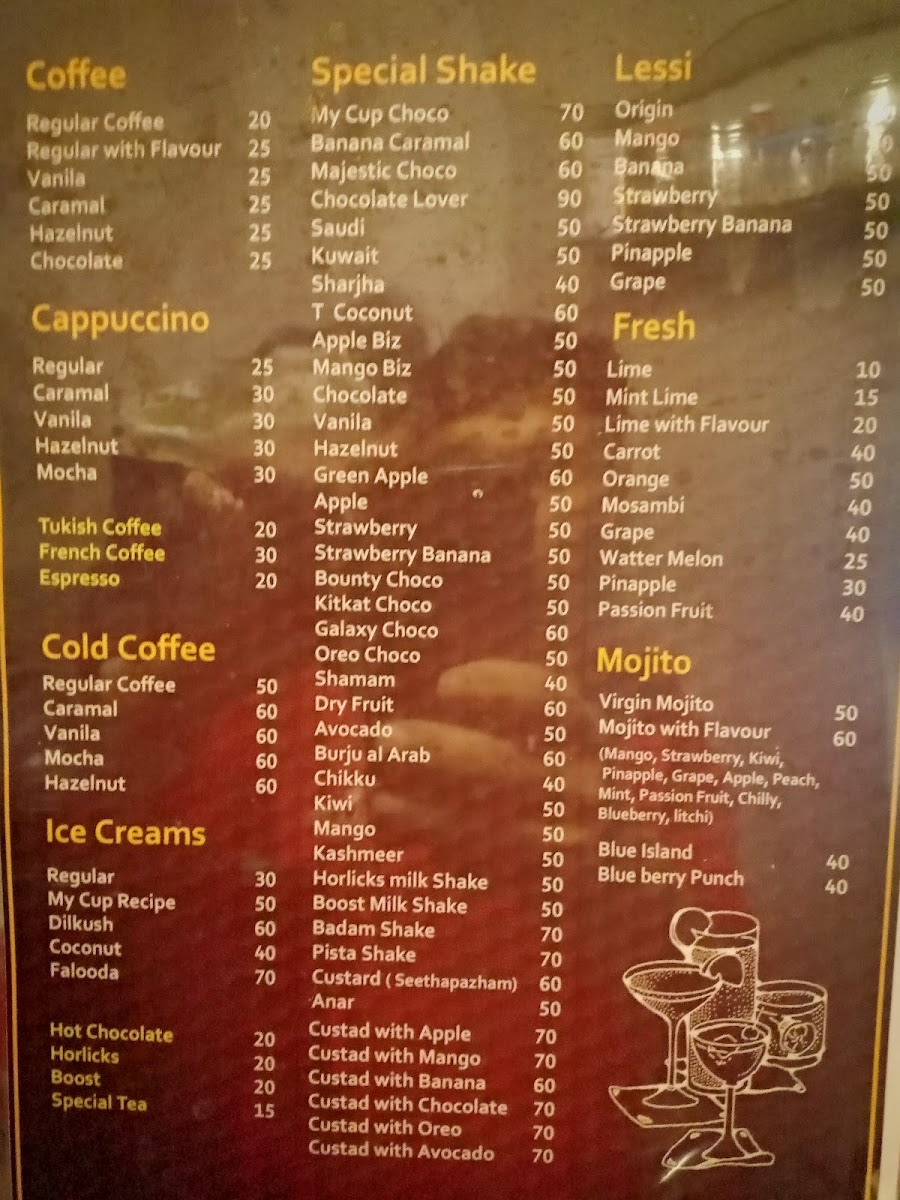 Coffee
Regular Coffee 20
Regular with Flavour 25
Vanila 25
Caramal 25
Hazelnut 25
Chocolate 25
Cappuccino
Regular 25
Caramal 30
Vanila 30
Hazelnut 30
Mocha 30
Tukish Coffee 20
French Coffee 30
Espresso 20
Cold Coffee
Regular Coffee 50
Caramal 60
Vanila 60
Mocha 60
Hazelnut 60
Ice Creams
Regular 30
My Cup Recipe 50
Dilkush 60
Coconut 40
Falooda 70
Hot Chocolate 20
Horlicks 20
Boost 20
Special Tea 15
Special Shake
My Cup Choco 70
Banana Caramal 60
Majestic Choco 60
Chocolate Lover 90
Saudi 50
Kuwait 50
Sharjha 40
T Coconut 60
Apple Biz 50
Mango Biz 50
Chocolate 50
Vanila 50
Hazelnut 50
Green Apple 60
Apple 50
Strawberry 50
Strawberry Banana 50
Bounty Choco 50
Kitkat Choco 50
Galaxy Choco 60
Oreo Choco 50
Shamam 40
Dry Fruit 60
Avocado 50
Burju al Arab 60
Chikku 40
Kiwi 50
Mango 50
Kashmeer 50
Horlicks milk Shake 50
Boost Milk Shake 50
Badam Shake 70
Pista Shake 70
Custard ( Seethapazham) 60
Anar 50
Custad with Apple 70
Custad with Mango 70
Custad with Banana 60
Custad with Chocolate 70
Custad with Oreo 70
Custad with Avocado 70
Lessi
Origin
Mango
Banana 50
Strawberry 50
Strawberry Banana 50
Pinapple 50
Grape 50
Fresh
Lime 10
Mint Lime 15
Lime with Flavour 20
Carrot 40
Orange 50
Mosambi 40
Grape 40
Watter Melon 25
Pinapple 30
Passion Fruit 40
Mojito
Virgin Mojito 50
Mojito with Flavour 60
(Mango, Strawberry, Kiwi,
Pinapple, Grape, Apple, Peach,
Mint, Passion Fruit, Chilly,
Blueberry, litchi)
Blue Island 40
Blue berry Punch 40